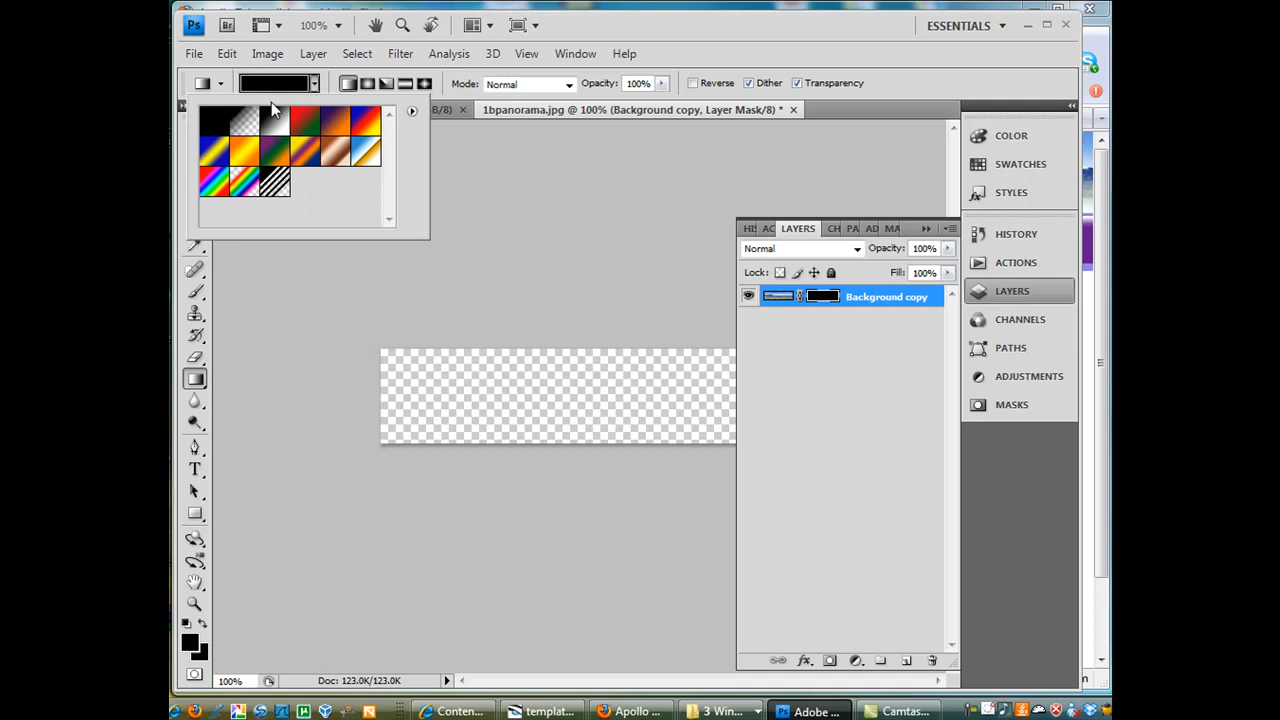 Ps Br 100% ESSENTIALS
File Edit Image Layer Select Filter Analysis 3D View Window Help
Mode: Normal Opacity: 100% Reverse Dither Transparency
B/8) 1bpanorama.jpg @ 100% (Background copy, Layer Mask/8) *
COLOR
SWATCHES
STYLES
HISTORY
ACTIONS
LAYERS
CHANNELS
PATHS
ADJUSTMENTS
MASKS
HIS AC LAYERS CH PA AD MA
Normal Opacity: 100%
Lock: Fill: 100%
Background copy
fx
T
100% Doc: 123.0K/123.0K
Conten... templat... Apollo ... 3 Win... Ps Adobe ... Camtas...